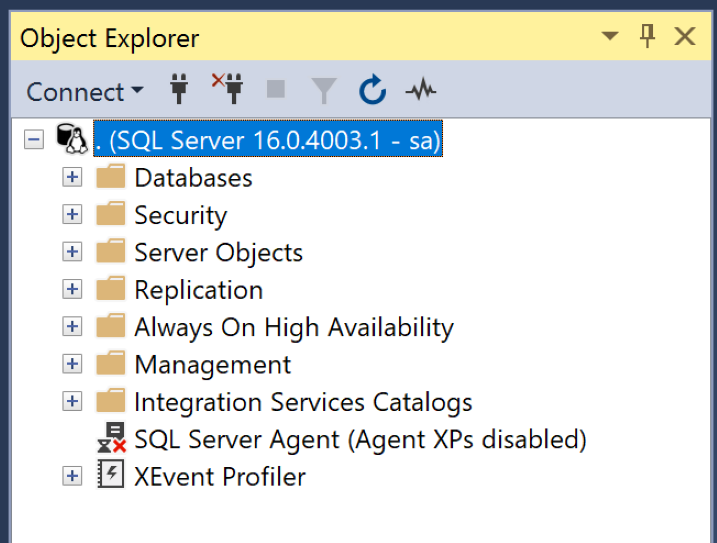 Object Explorer
Connect
. (SQL Server 16.0.4003.1 - sa)
Databases
Security
Server Objects
Replication
Always On High Availability
Management
Integration Services Catalogs
SQL Server Agent (Agent XPs disabled)
XEvent Profiler